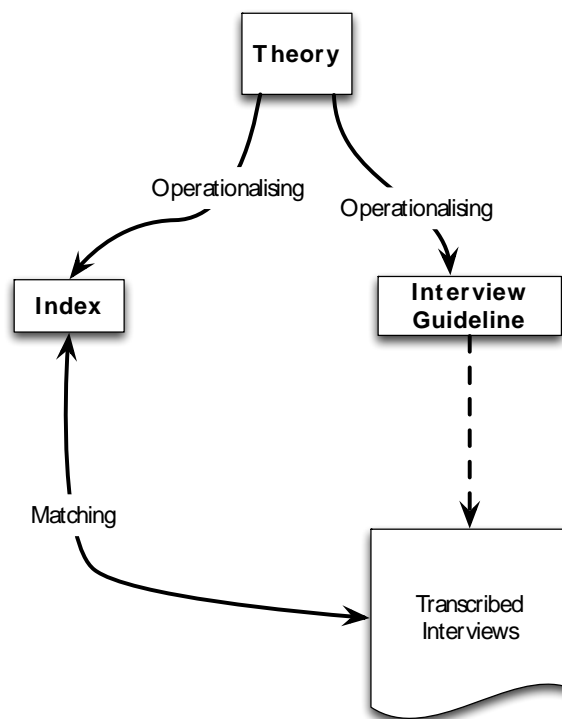 Theory
Operationalising
Operationalising
Index
Interview
Guideline
Matching
Transcribed
Interviews